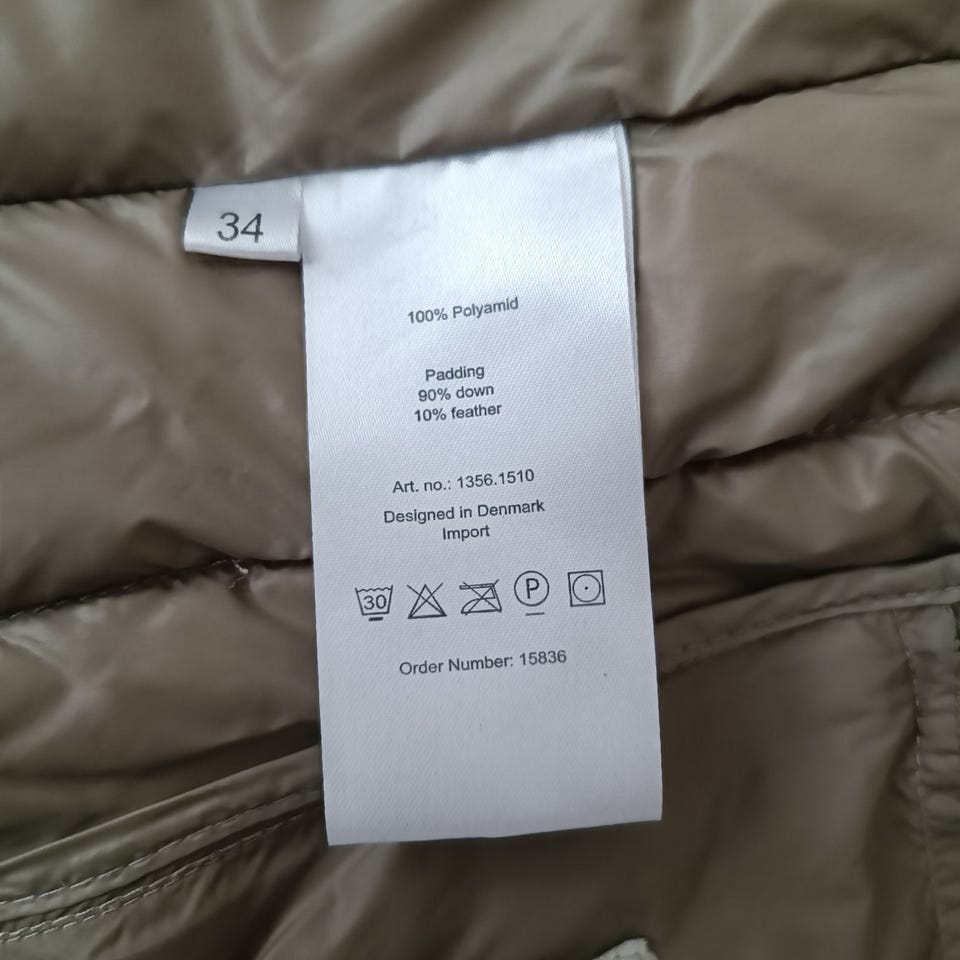 34
100% Polyamid
Padding
90% down
10% feather
Art. no.: 1356.1510
Designed in Denmark
Import
30 P
Order Number: 15836